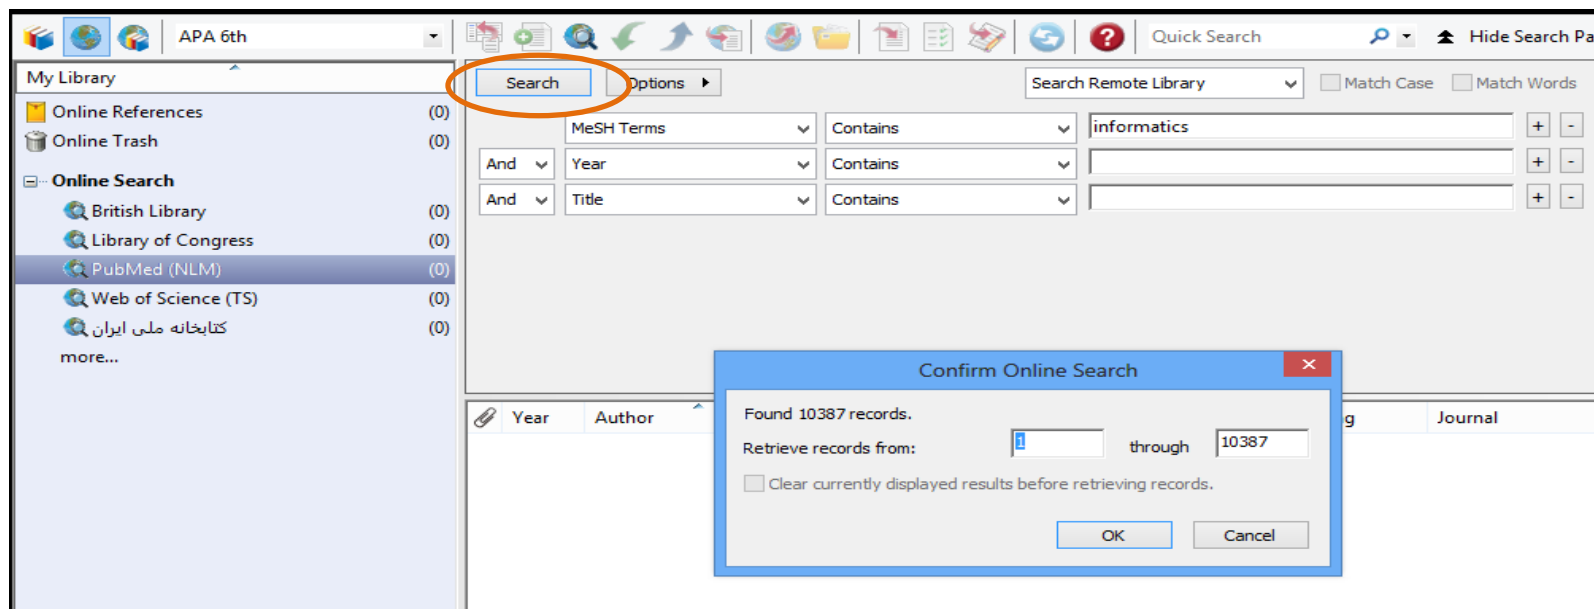 APA 6th
Quick Search
Hide Search Pa
My Library
Search
Options
Search Remote Library
Match Case
Match Words
Online References (0)
Online Trash (0)
Online Search
British Library (0)
Library of Congress (0)
PubMed (NLM) (0)
Web of Science (TS) (0)
کتابخانه ملی ایران (0)
more...
MeSH Terms Contains informatics + -
And Year Contains + -
And Title Contains + -
Year Author g Journal
Confirm Online Search
Found 10387 records.
Retrieve records from: 1 through 10387
Clear currently displayed results before retrieving records.
OK Cancel